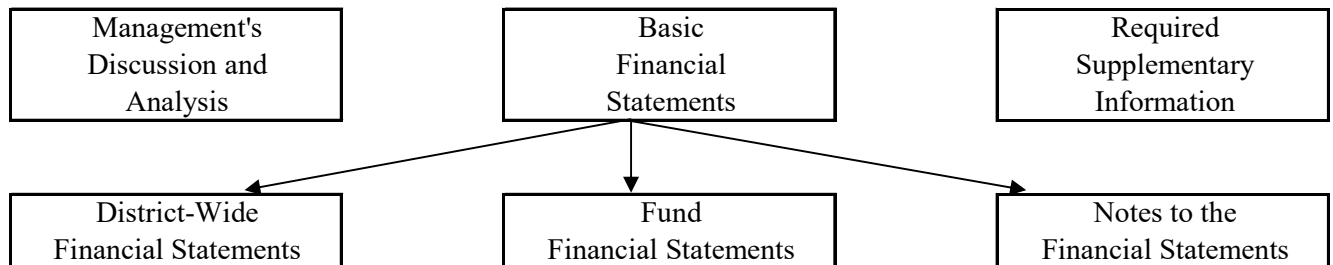 Management's
Discussion and
Analysis
Basic
Financial
Statements
Required
Supplementary
Information
District-Wide
Financial Statements
Fund
Financial Statements
Notes to the
Financial Statements